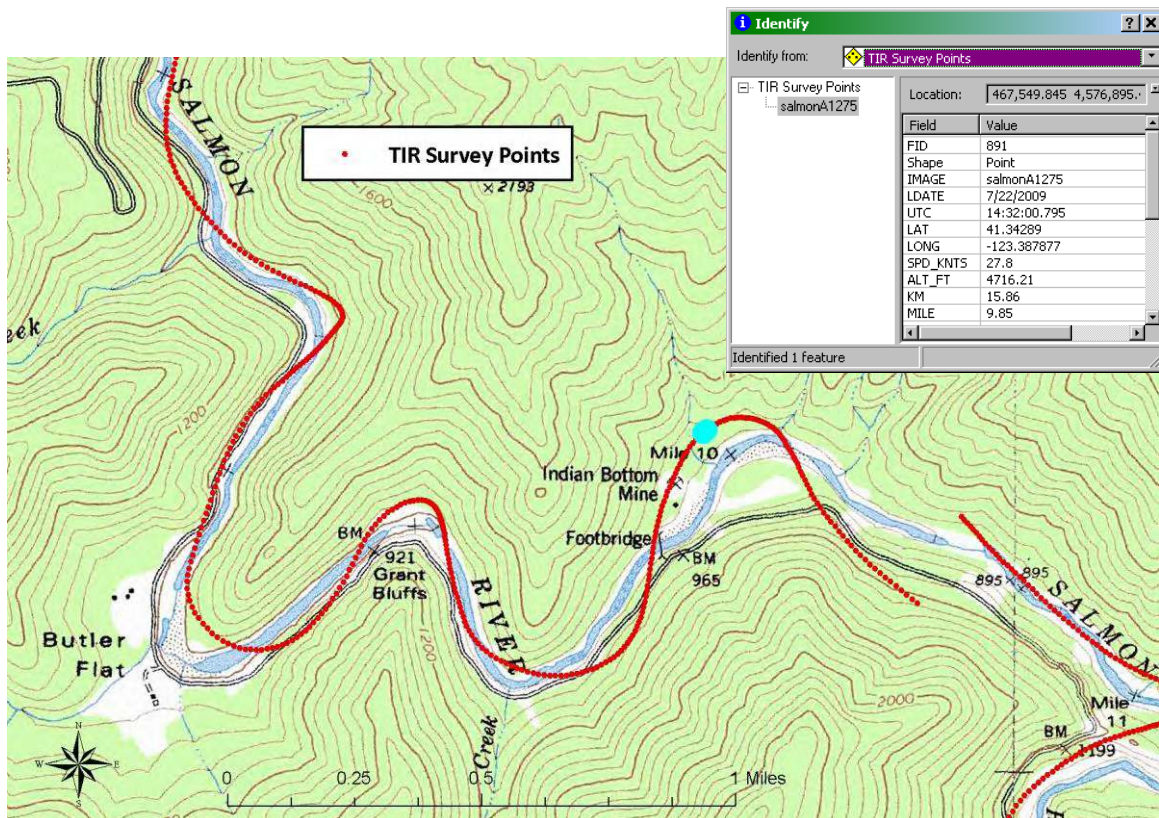 Identify
Identify from: TIR Survey Points
TIR Survey Points
salmonA1275
Location: 467,549.845 4,576,895.
Field Value
FID 891
Shape Point
IMAGE salmonA1275
LDATE 7/22/2009
UTC 14:32:00.795
LAT 41.34289
LONG -123.387877
SPD_KNTS 27.8
ALT_FT 4716.21
KM 15.86
MILE 9.85
Identified 1 feature
TIR Survey Points
SALMON
2193
1600
eek
1200
Mile 10
Indian Bottom
Mine
Footbridge
BM
965
BM
921
Grant
Bluffs
RIVER
1200
Butler
Flat
Creek
895
895
SALMON
2000
Mile
11
BM
1199
N
W E
S
0 0.25 0.5 1 Miles